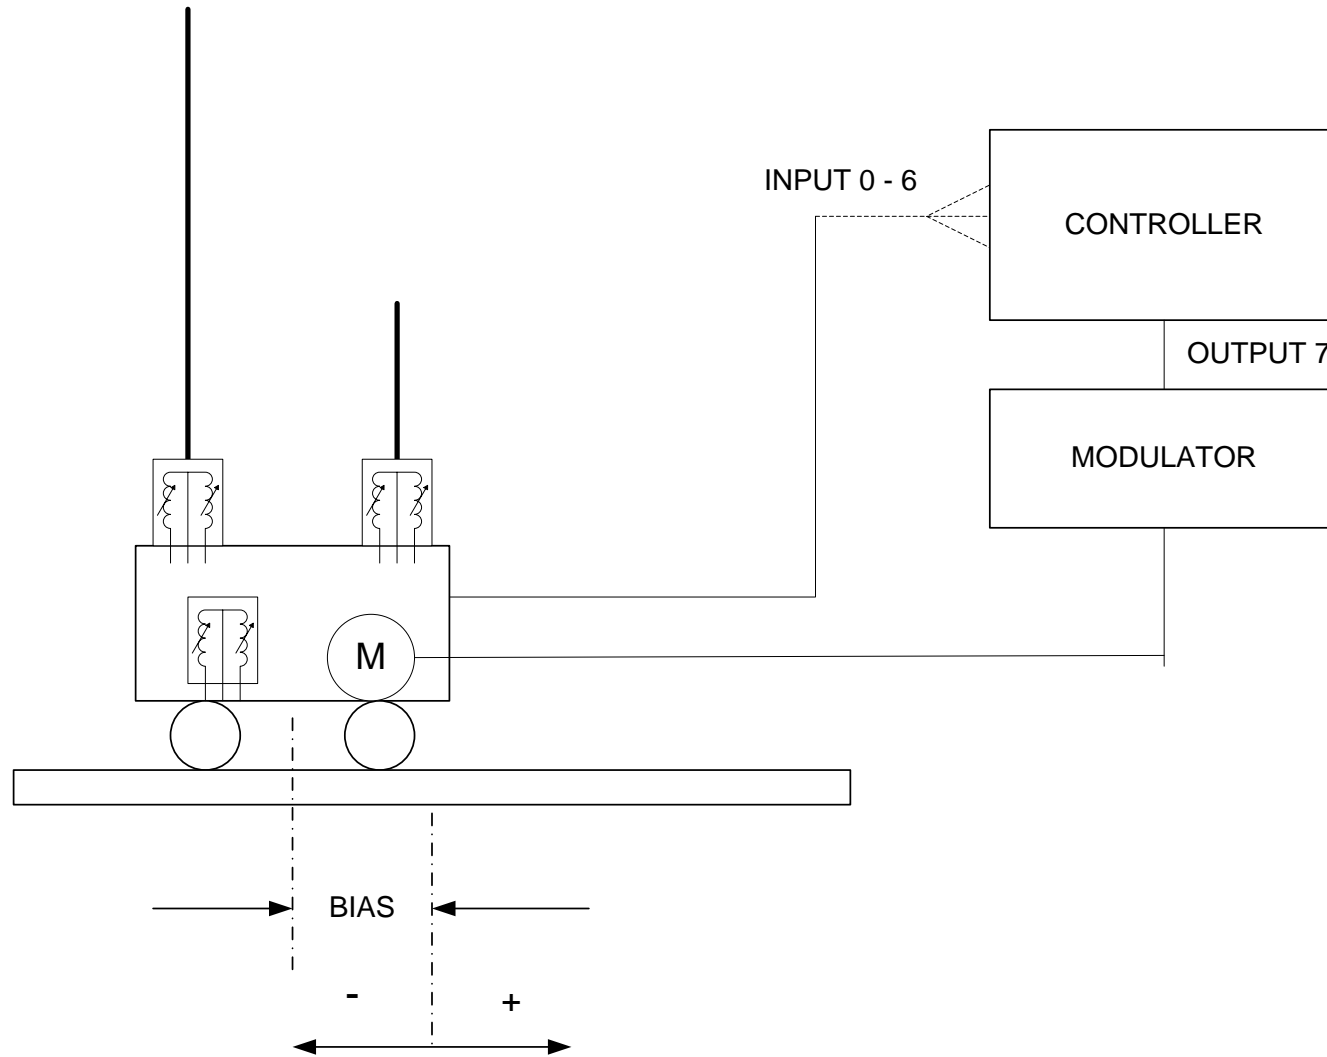 INPUT 0 - 6
CONTROLLER
OUTPUT 7
MODULATOR
M
BIAS
- +